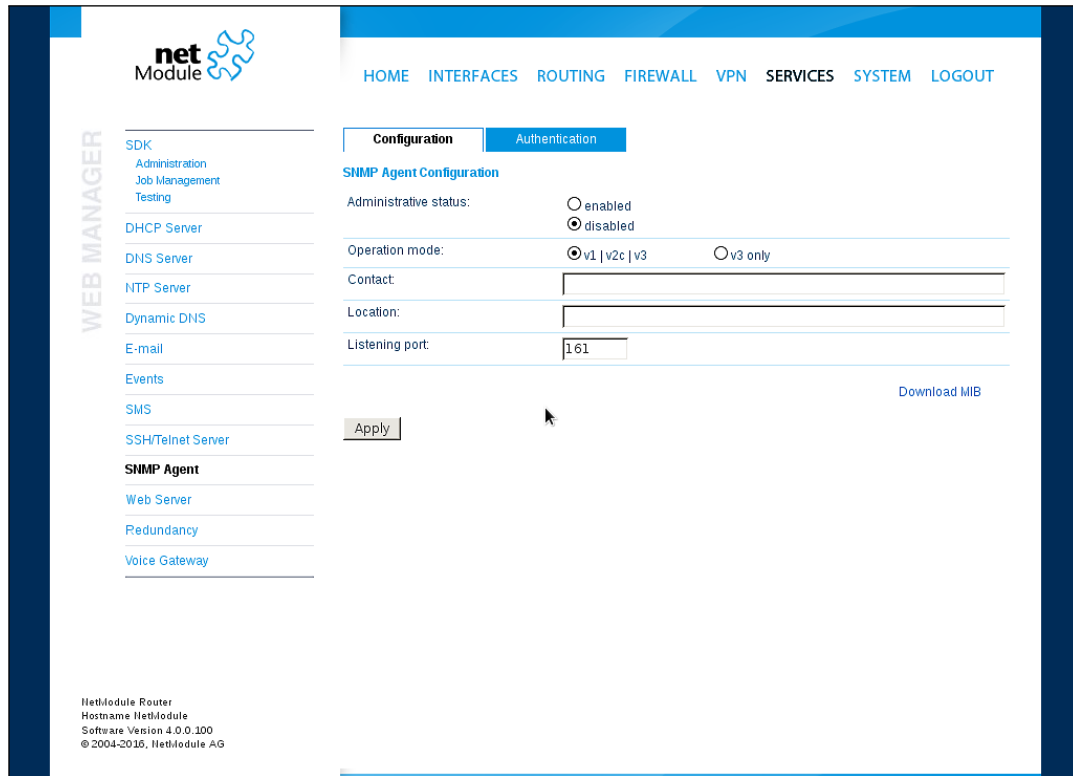 net
Module
HOME INTERFACES ROUTING FIREWALL VPN SERVICES SYSTEM LOGOUT
WEB MANAGER
SDK
Administration
Job Management
Testing
DHCP Server
DNS Server
NTP Server
Dynamic DNS
E-mail
Events
SMS
SSH/Telnet Server
SNMP Agent
Web Server
Redundancy
Voice Gateway
Configuration Authentication
SNMP Agent Configuration
Administrative status: enabled
disabled
Operation mode: v1 | v2c | v3 v3 only
Contact:
Location:
Listening port: 161
Download MIB
Apply
NetModule Router
Hostname NetModule
Software Version 4.0.0.100
© 2004-2016, NetModule AG